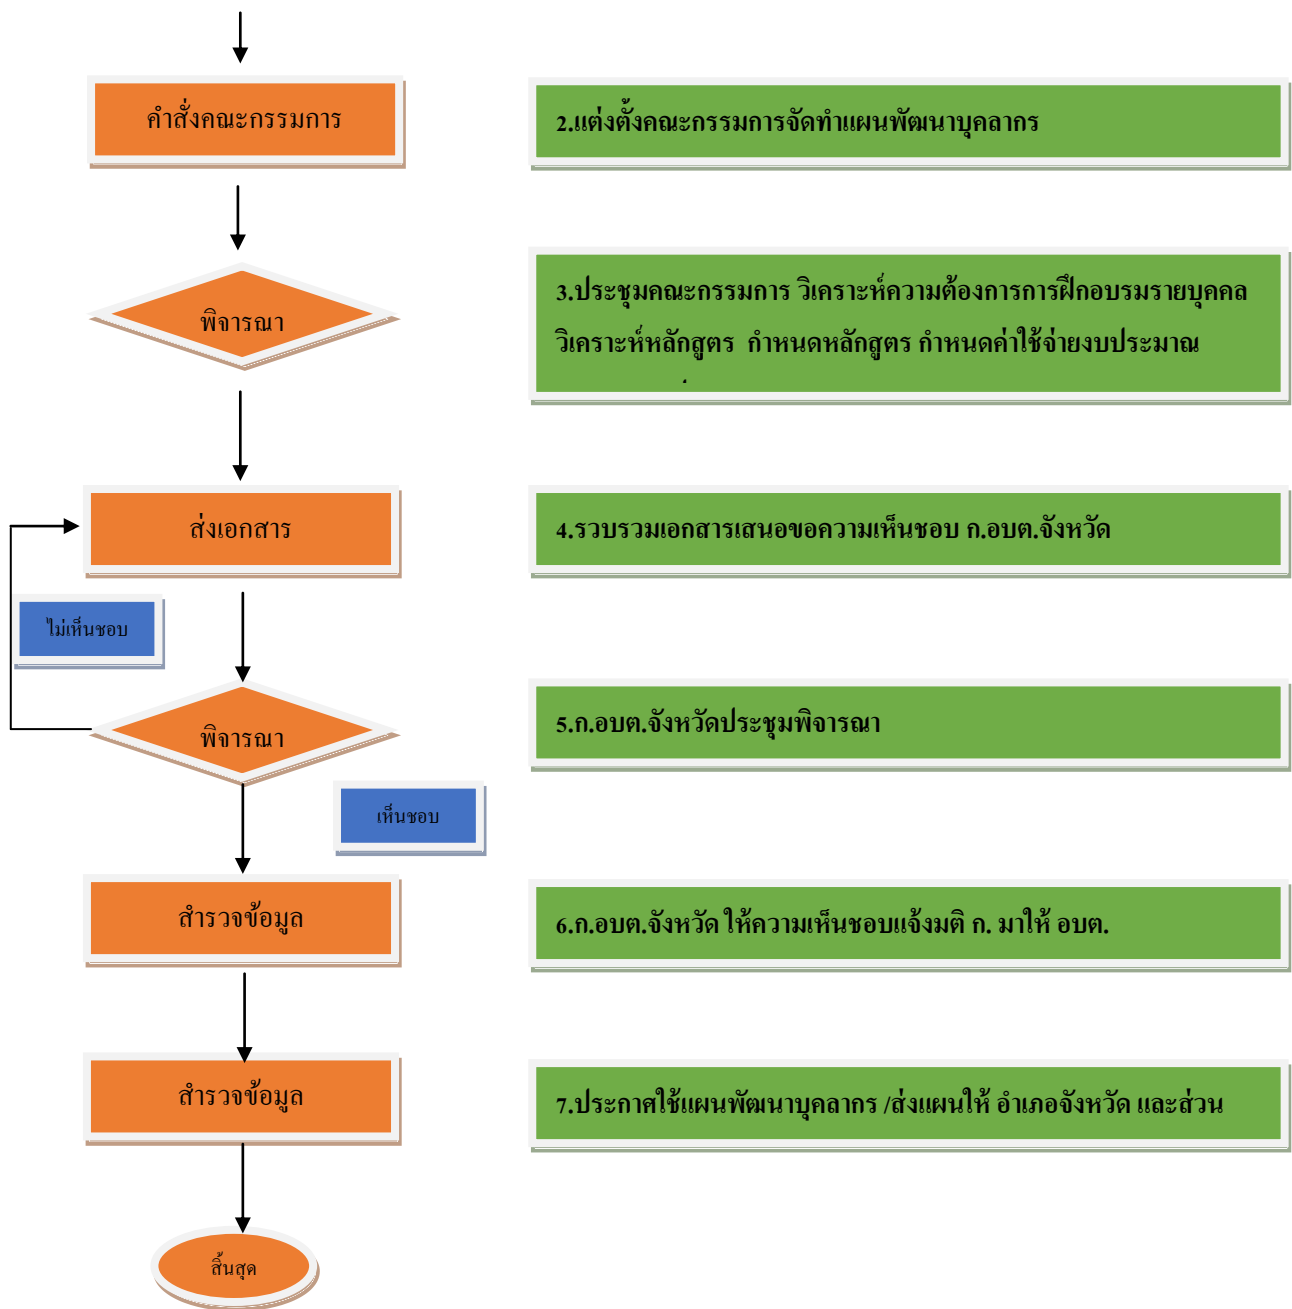 คำสั่งคณะกรรมการ
2.แต่งตั้งคณะกรรมการจัดทำแผนพัฒนาบุคลากร
พิจารณา
3.ประชุมคณะกรรมการ วิเคราะห์ความต้องการการฝึกอบรมรายบุคคล
วิเคราะห์หลักสูตร กำหนดหลักสูตร กำหนดค่าใช้จ่ายงบประมาณ
ส่งเอกสาร
4.รวบรวมเอกสารเสนอขอความเห็นชอบ ก.อบต.จังหวัด
ไม่เห็นชอบ
พิจารณา
5.ก.อบต.จังหวัดประชุมพิจารณา
เห็นชอบ
สำรวจข้อมูล
6.ก.อบต.จังหวัด ให้ความเห็นชอบแจ้งมติ ก. มาให้ อบต.
สำรวจข้อมูล
7.ประกาศใช้แผนพัฒนาบุคลากร /ส่งแผนให้ อำเภอจังหวัด และส่วน
สิ้นสุด